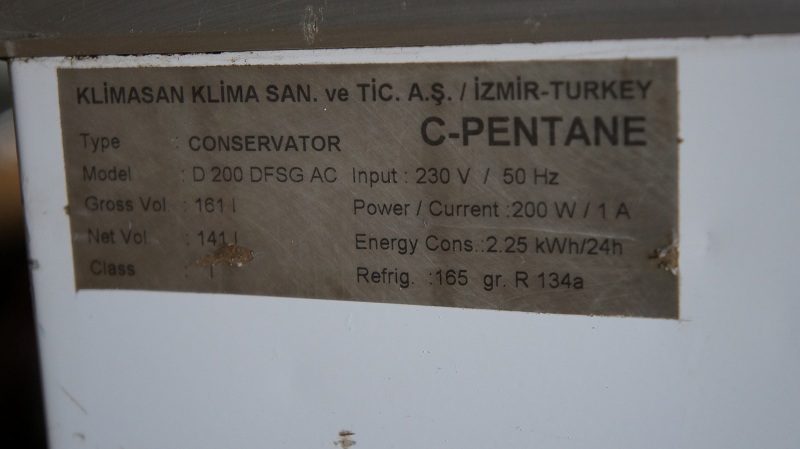 KLİMASAN KLİMA SAN. ve TİC. A.Ş. / İZMİR-TURKEY
C-PENTANE
Type : CONSERVATOR
Model : D 200 DFSG AC Input : 230 V / 50 Hz
Gross Vol. : 161 l Power / Current :200 W / 1 A
Net Vol. : 141 l Energy Cons.:2.25 kWh/24h
Class : Refrig. :165 gr. R 134a